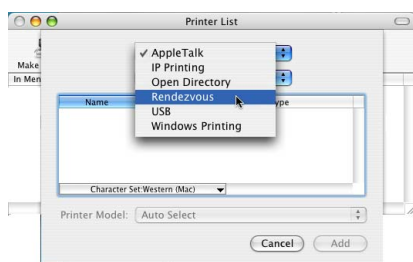 Printer List
Make
In Men
AppleTalk
IP Printing
Open Directory
Rendezvous
USB
Windows Printing
Name
ype
Character Set:Western (Mac)
Printer Model: Auto Select
Cancel Add